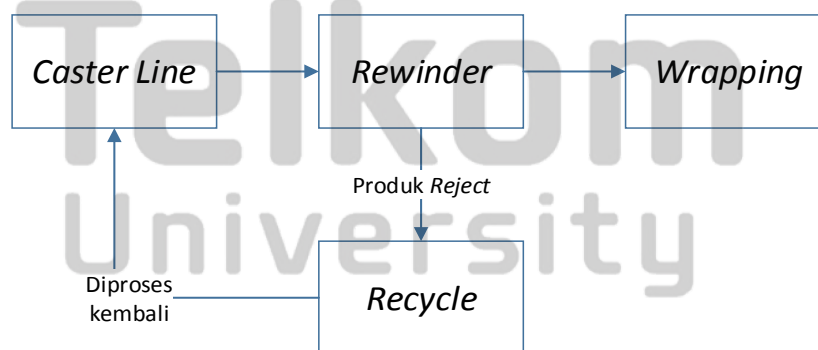 Telkom
University
Caster Line
Rewinder
Wrapping
Produk Reject
Recycle
Diproses
kembali